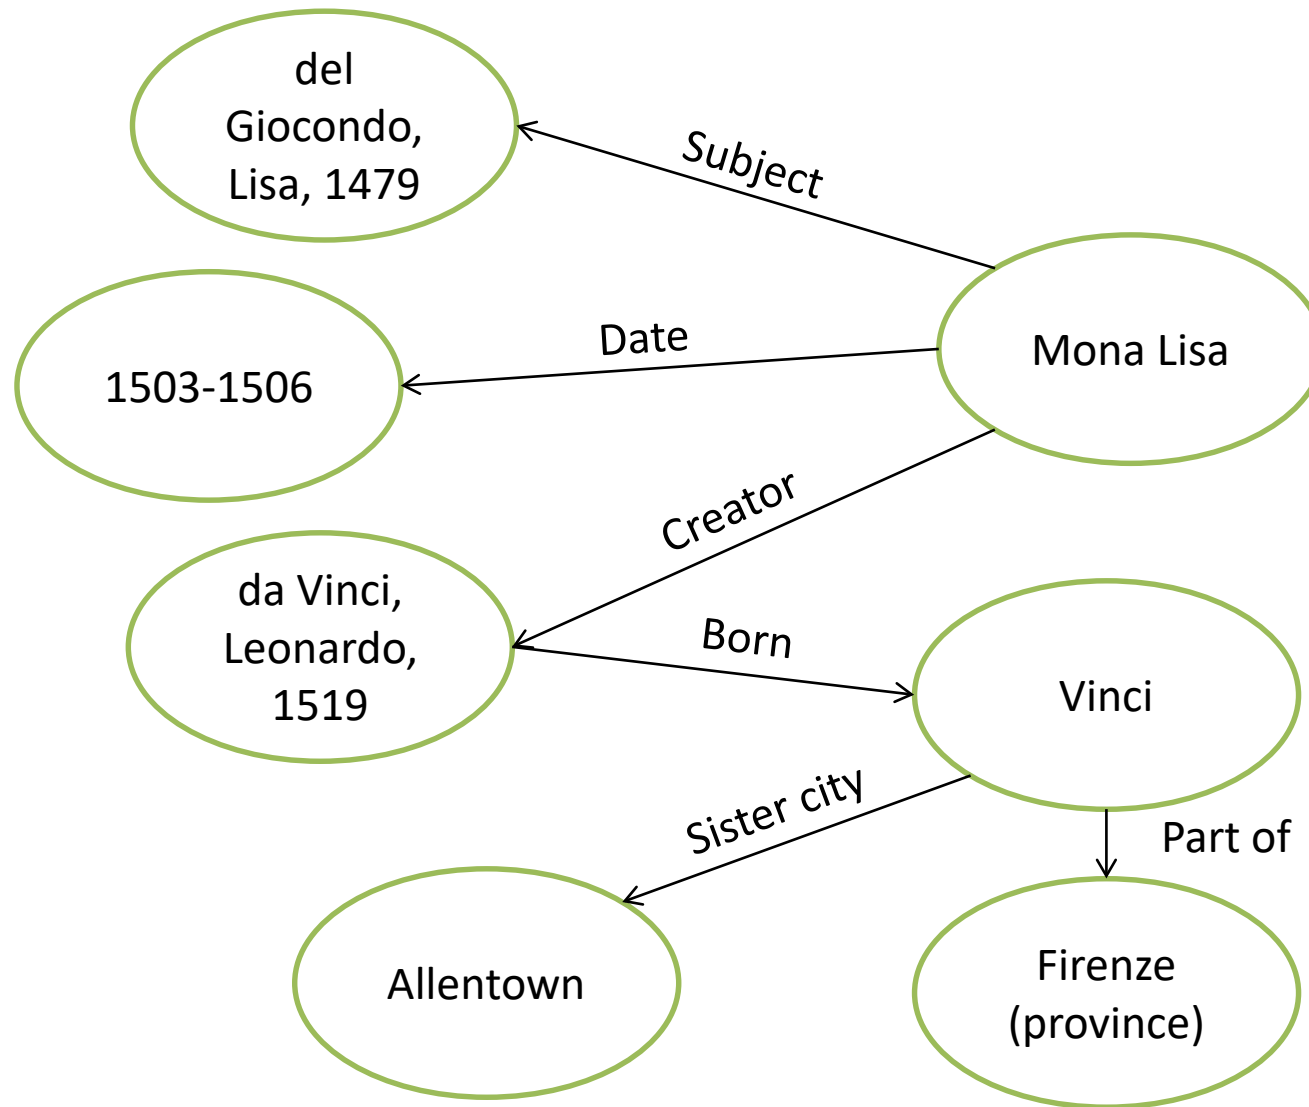 del
Giocondo,
Lisa, 1479
Subject
Mona Lisa
Date
1503-1506
Creator
da Vinci,
Leonardo,
1519
Born
Vinci
Sister city
Part of
Allentown
Firenze
(province)